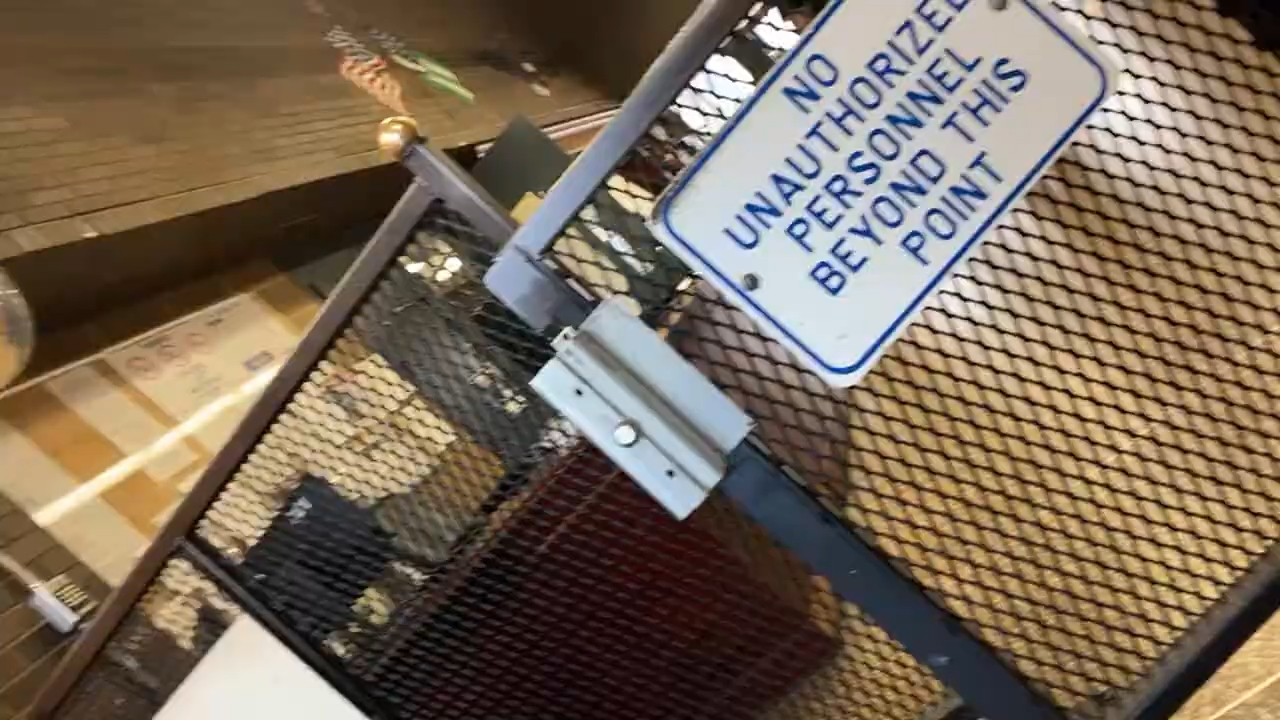 NO
UNAUTHORIZED
PERSONNEL
BEYOND THIS
POINT